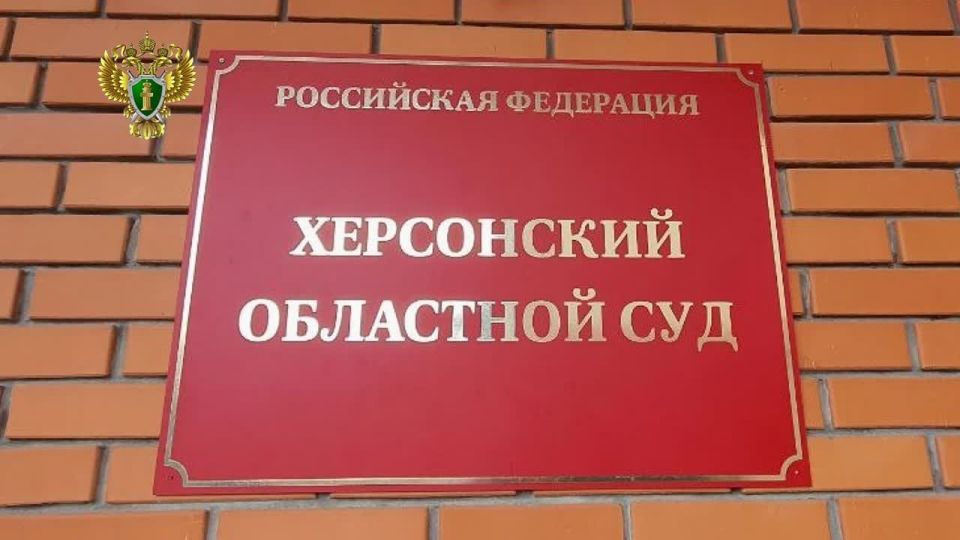 РОССИЙСКАЯ ФЕДЕРАЦИЯ
ХЕРСОНСКИЙ
ОБЛАСТНОЙ СУД